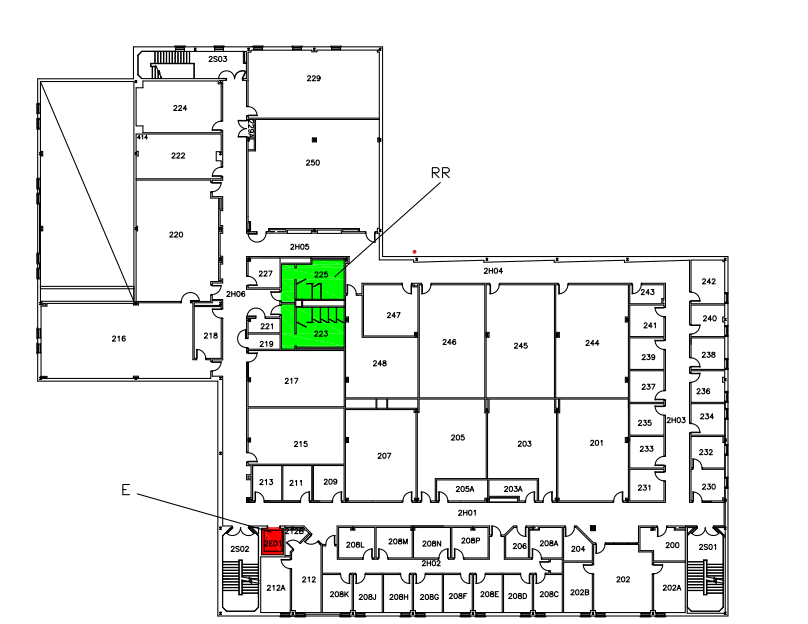 2S03
229
224
229A
414
222
250
RR
220
2H05
227
225
2H04
242
2H06
243
247
240
221
223
241
216
218
219
246
245
244
239
238
248
217
237
236
205
203
201
235
2H03
234
215
207
233
232
213
211
209
205A
203A
231
230
E
2H01
2E01
212B
2S02
208L
208M
208N
208P
206
208A
204
200
2S01
2H02
212A
212
208K
208J
208H
208G
208F
208E
208D
208C
202B
202
202A